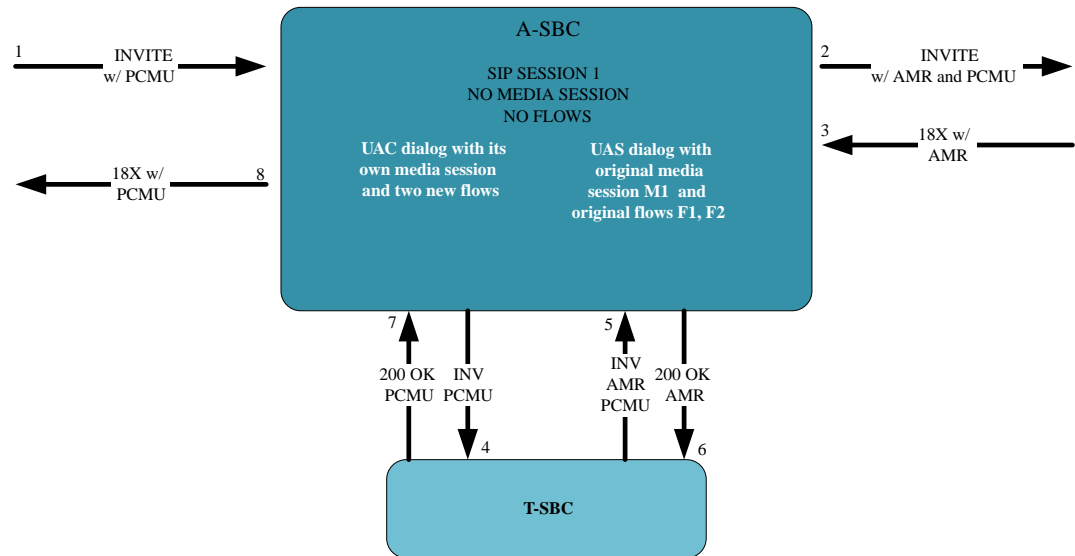 A-SBC
1
INVITE
w/ PCMU
2
INVITE
w/ AMR and PCMU
SIP SESSION 1
NO MEDIA SESSION
NO FLOWS
3
18X w/
AMR
UAC dialog with its
own media session
and two new flows
UAS dialog with
original media
session M1 and
original flows F1, F2
18X w/
PCMU
8
7
200 OK
PCMU
INV
PCMU
4
5
INV
AMR
PCMU
200 OK
AMR
6
T-SBC